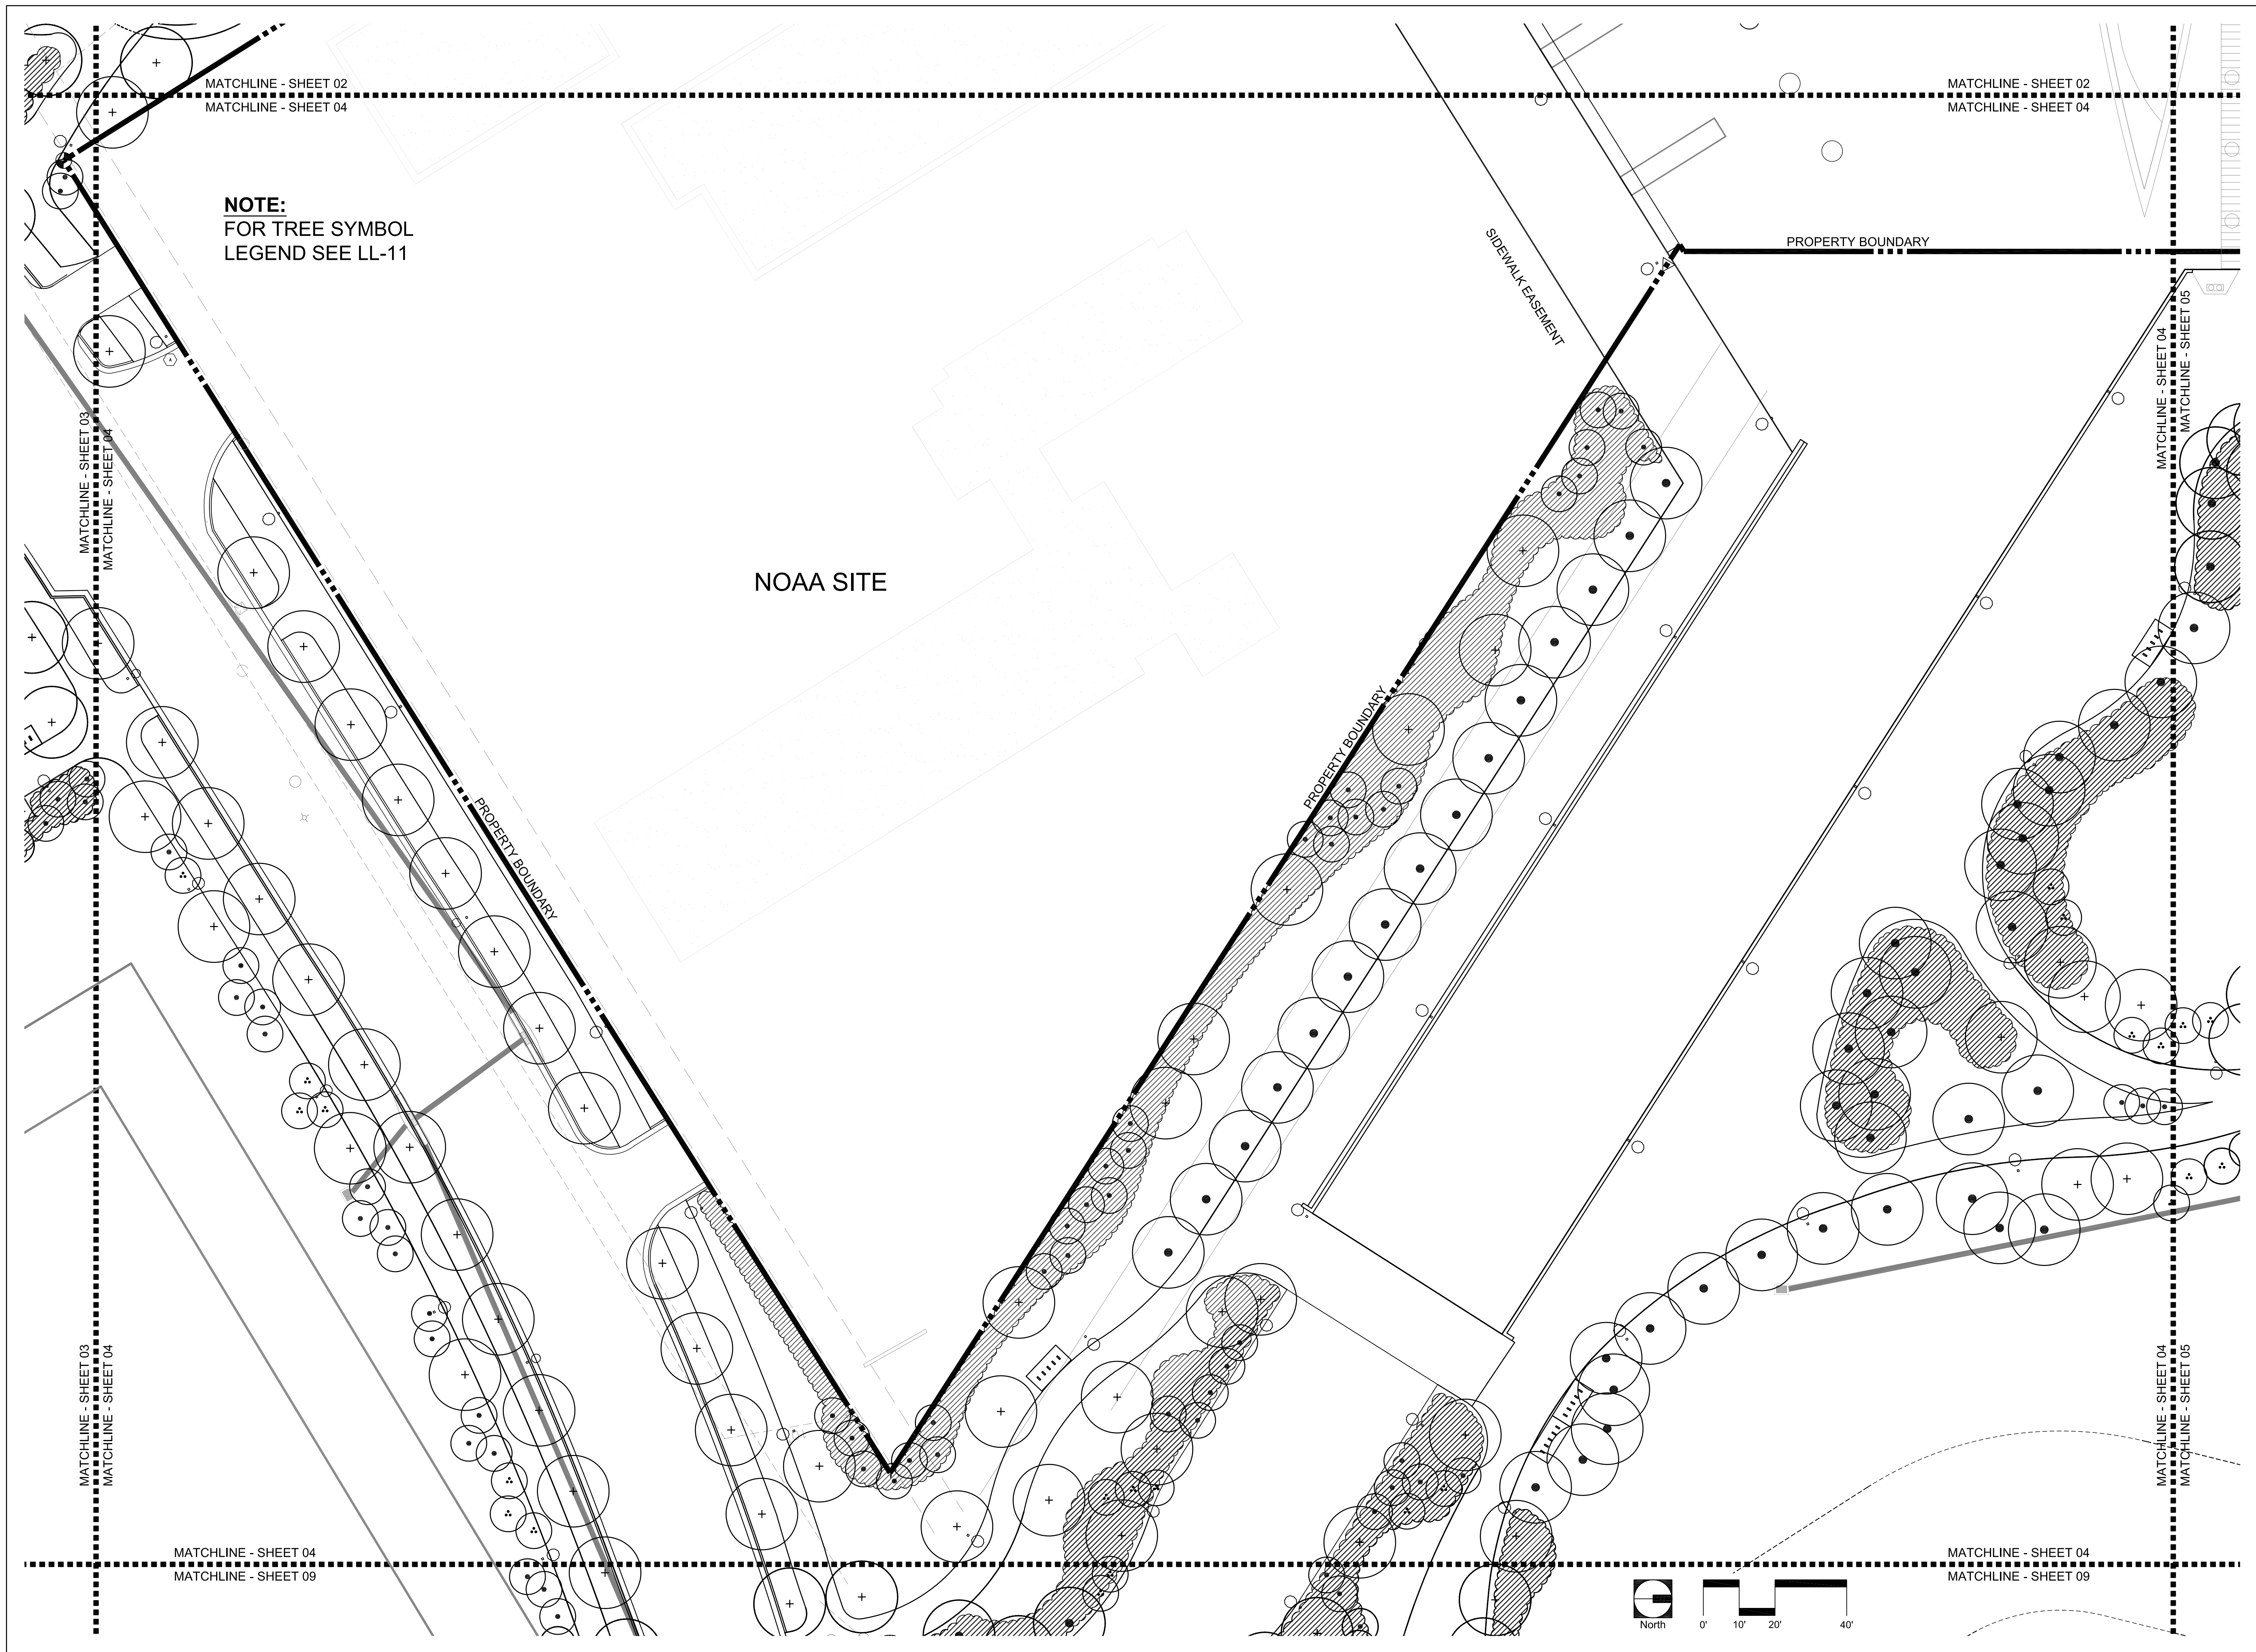 MATCHLINE - SHEET 02
MATCHLINE - SHEET 04
MATCHLINE - SHEET 02
MATCHLINE - SHEET 04
NOTE:
FOR TREE SYMBOL
LEGEND SEE LL-11
SIDEWALK EASEMENT
PROPERTY BOUNDARY
MATCHLINE - SHEET 04
MATCHLINE - SHEET 05
MATCHLINE - SHEET 03
MATCHLINE - SHEET 04
NOAA SITE
PROPERTY BOUNDARY
PROPERTY BOUNDARY
MATCHLINE - SHEET 03
MATCHLINE - SHEET 04
MATCHLINE - SHEET 04
MATCHLINE - SHEET 05
MATCHLINE - SHEET 04
MATCHLINE - SHEET 09
MATCHLINE - SHEET 04
MATCHLINE - SHEET 09
North
0' 10' 20' 40'